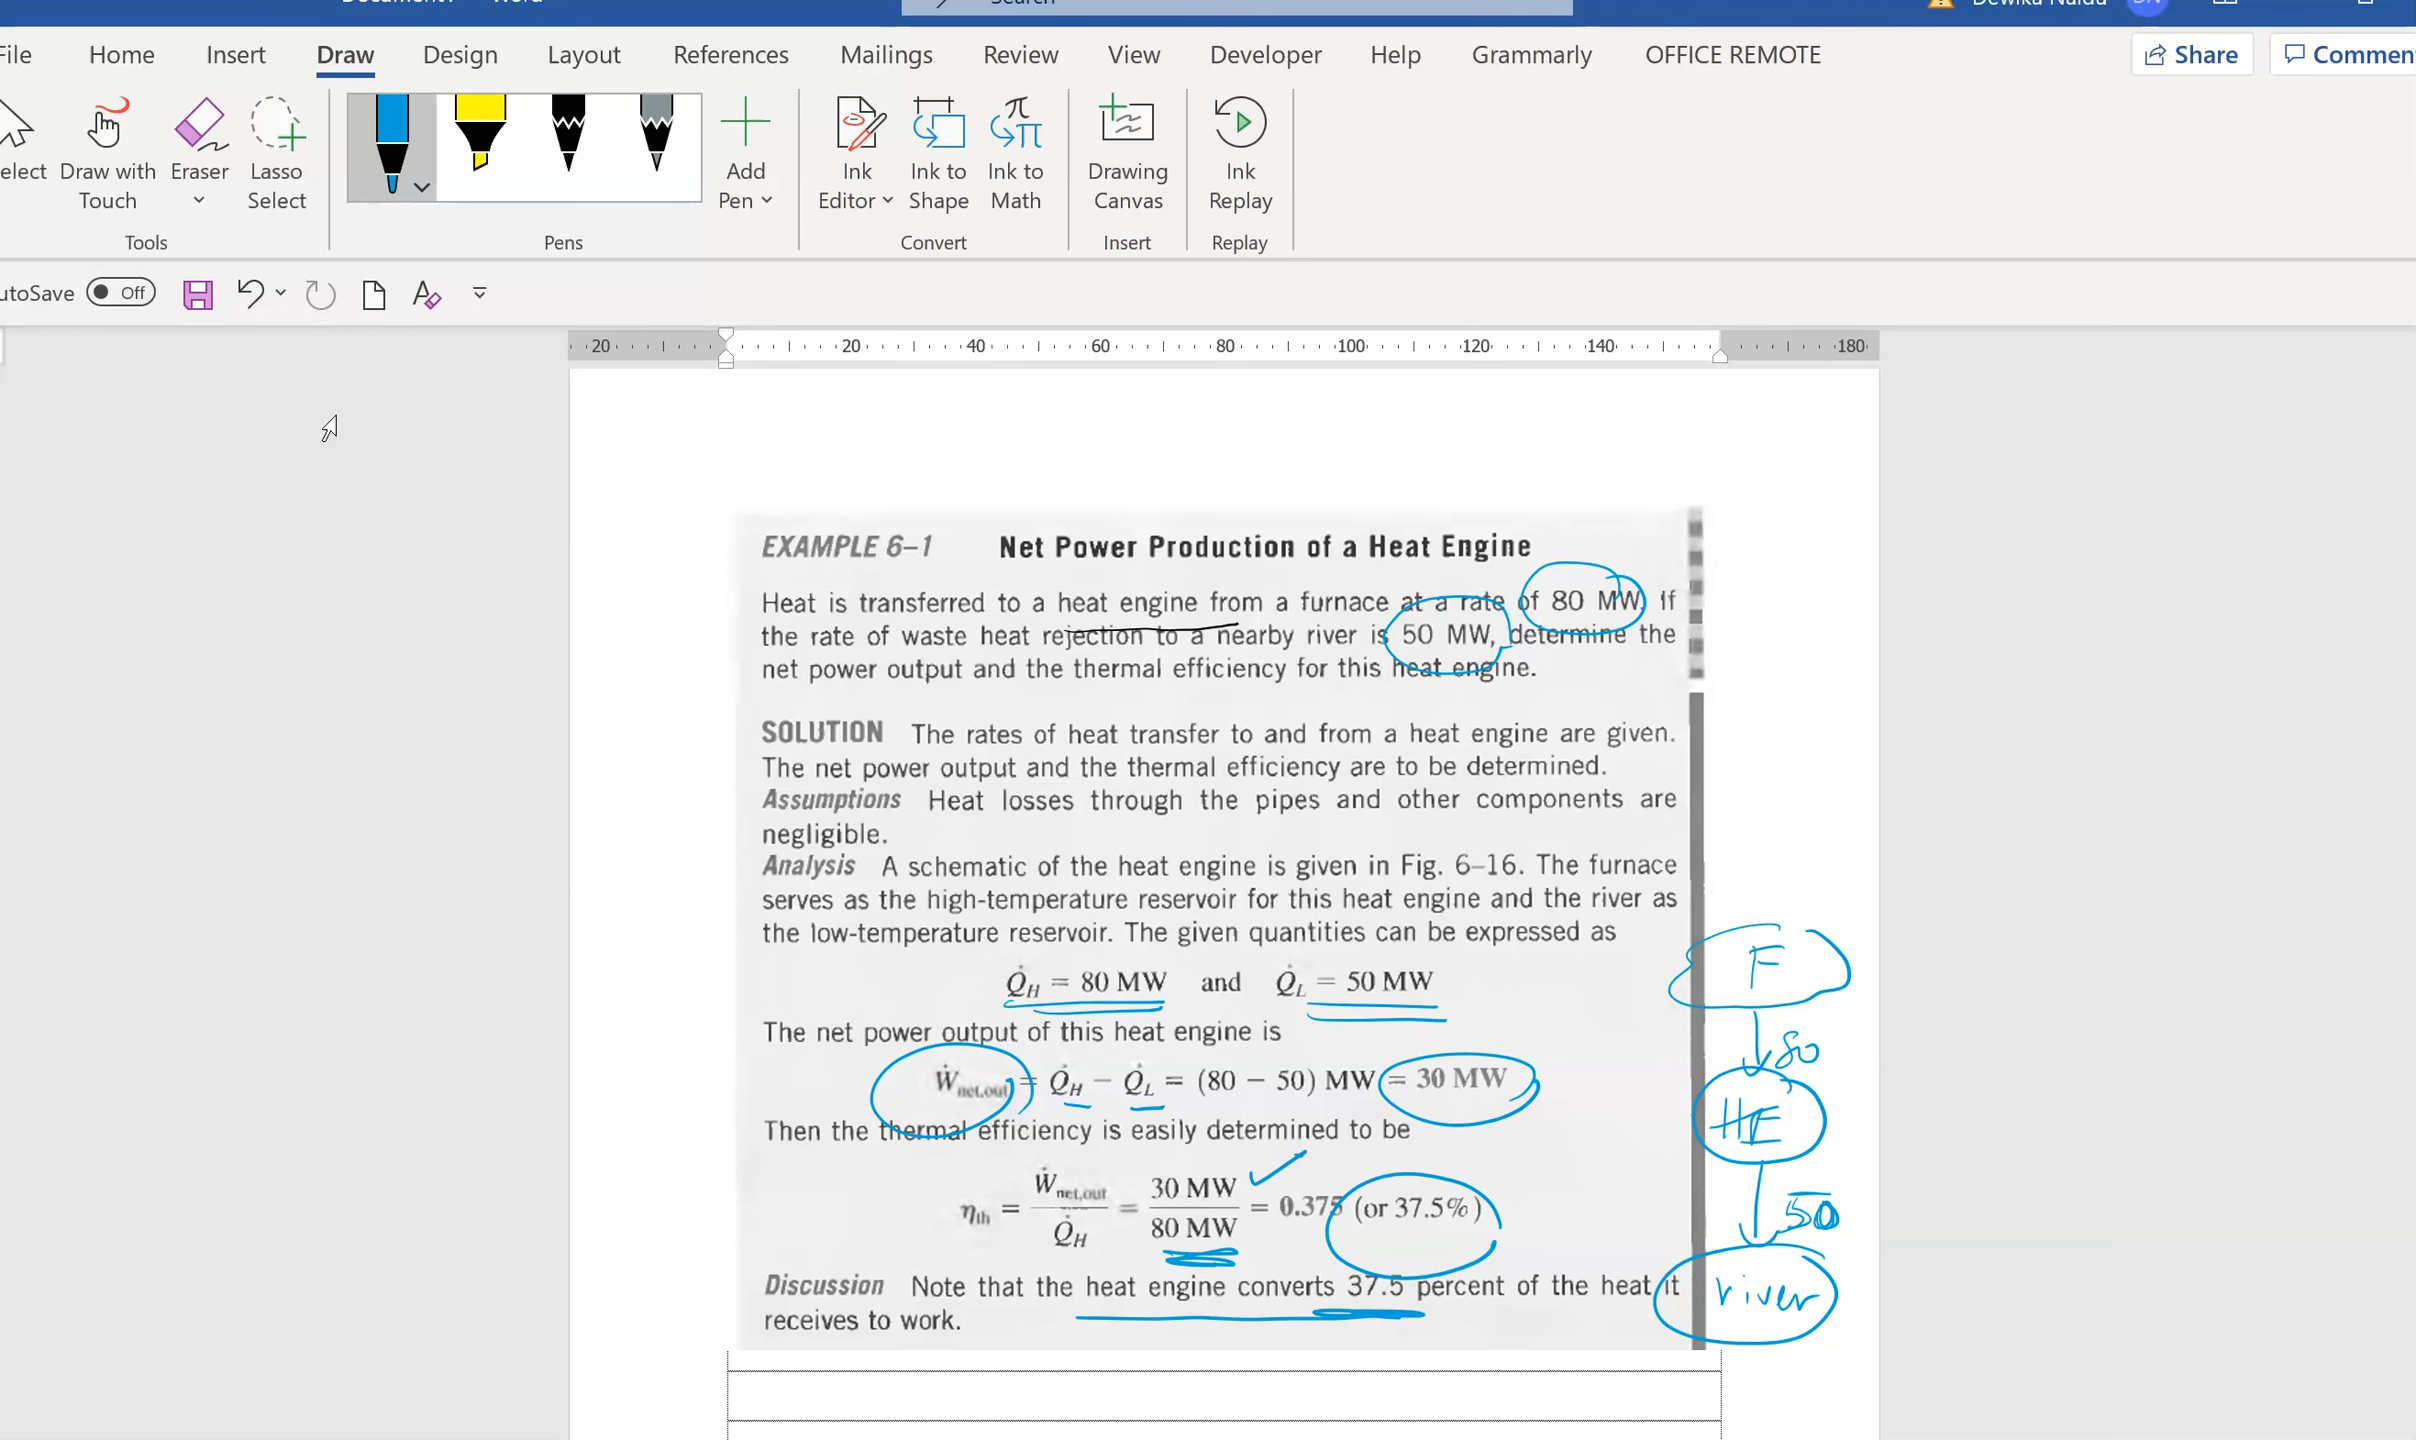 File Home Insert Draw Design Layout References Mailings Review View Developer Help Grammarly OFFICE REMOTE Share
Draw with Touch
Eraser
Lasso Select
Add Pen
Ink Editor
Ink to Shape
Ink to Math
Drawing Canvas
Ink Replay
Tools Pens Convert Insert Replay
Off
20 20 40 60 80 100 120 140 180
EXAMPLE 6–1 Net Power Production of a Heat Engine
Heat is transferred to a heat engine from a furnace at a rate of 80 MW. If
the rate of waste heat rejection to a nearby river is 50 MW, determine the
net power output and the thermal efficiency for this heat engine.
SOLUTION The rates of heat transfer to and from a heat engine are given.
The net power output and the thermal efficiency are to be determined.
Assumptions Heat losses through the pipes and other components are
negligible.
Analysis A schematic of the heat engine is given in Fig. 6–16. The furnace
serves as the high-temperature reservoir for this heat engine and the river as
the low-temperature reservoir. The given quantities can be expressed as
Q̇H = 80 MW and Q̇L = 50 MW
The net power output of this heat engine is
Ẇnet,out = Q̇H − Q̇L = (80 − 50) MW = 30 MW
Then the thermal efficiency is easily determined to be
ηth = Ẇnet,out / Q̇H = 30 MW / 80 MW = 0.375 (or 37.5%)
Discussion Note that the heat engine converts 37.5 percent of the heat it
receives to work.
F
80
HE
50
river